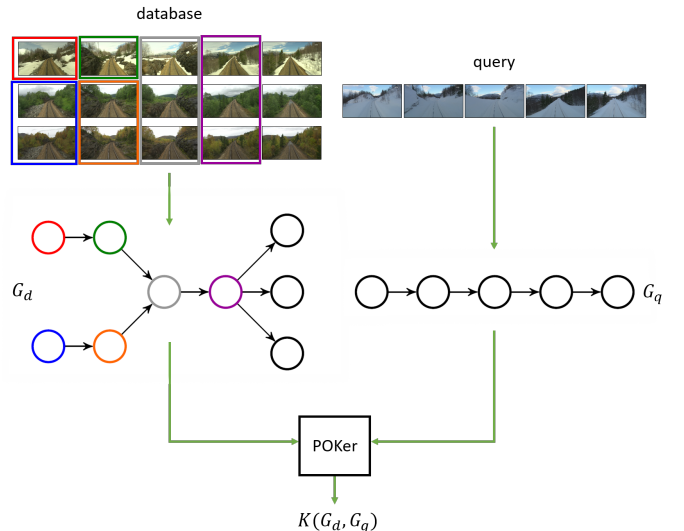 database
query
G_d
G_q
POKer
K(G_d, G_q)